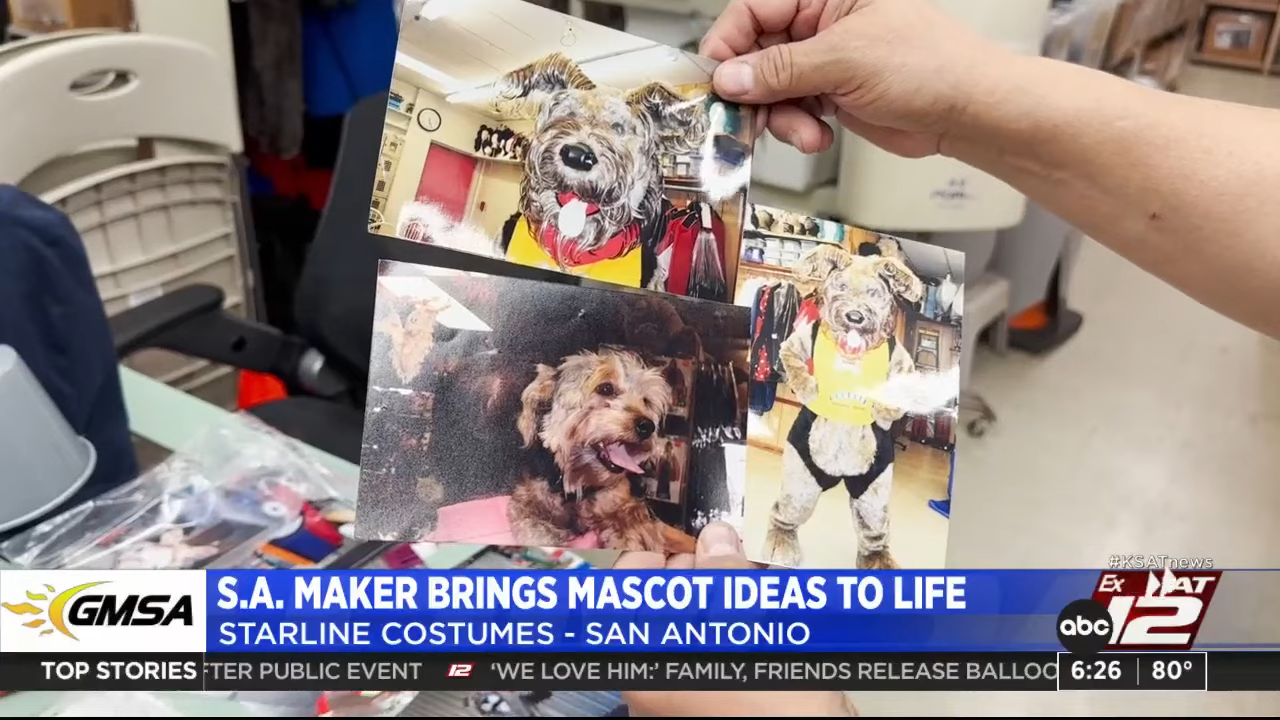 #KSATnews
GMSA
S.A. MAKER BRINGS MASCOT IDEAS TO LIFE
STARLINE COSTUMES - SAN ANTONIO
abc
12
TOP STORIES
TER PUBLIC EVENT 12 ‘WE LOVE HIM:’ FAMILY, FRIENDS RELEASE BALLOO
6:26 80°